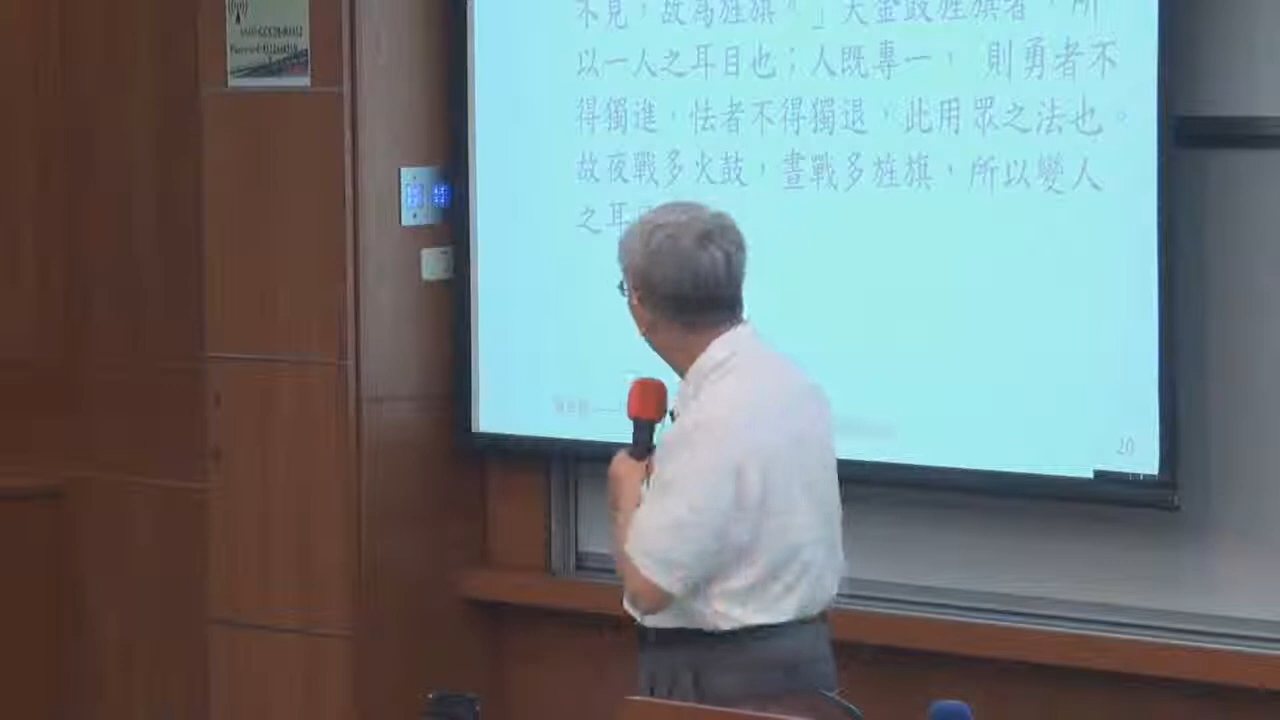 不見，故為旌旗。」夫金鼓旌旗者，所
以一人之耳目也；人既專一，則勇者不
得獨進，怯者不得獨退，此用眾之法也。
故夜戰多火鼓，晝戰多旌旗，所以變人
之耳
20